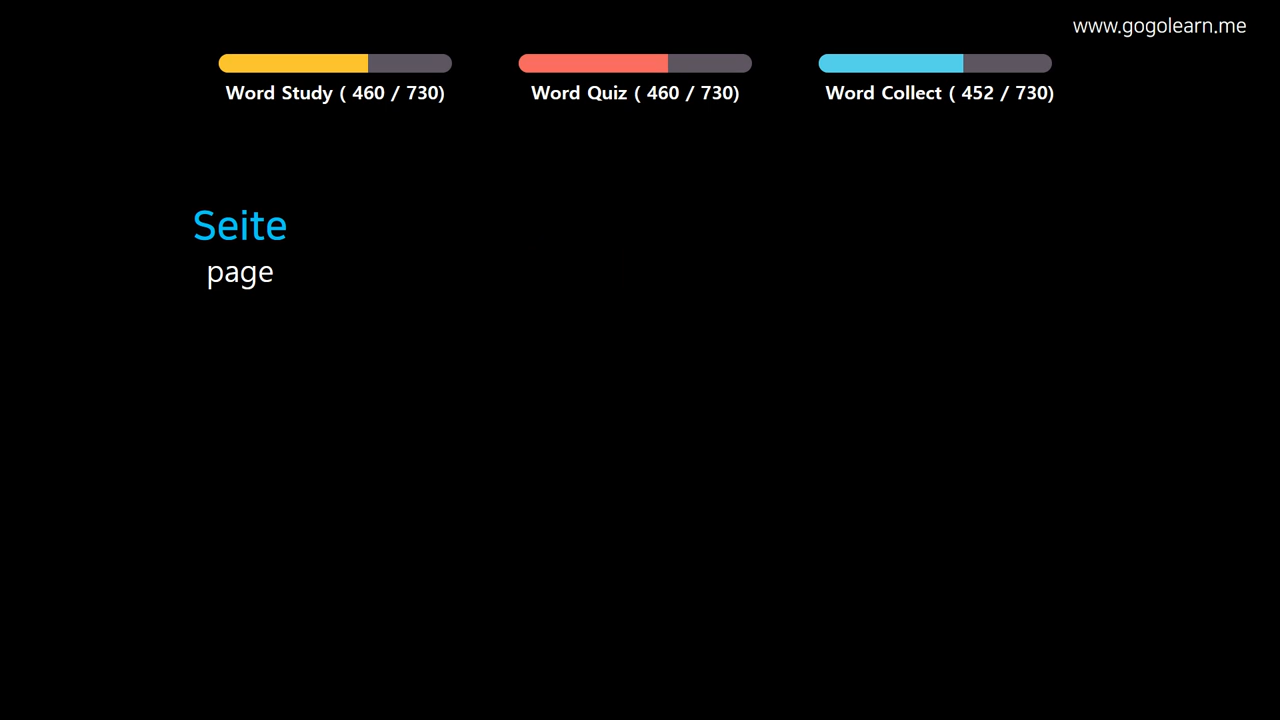 www.gogolearn.me
Word Study ( 460 / 730)
Word Quiz ( 460 / 730)
Word Collect ( 452 / 730)
Seite
page